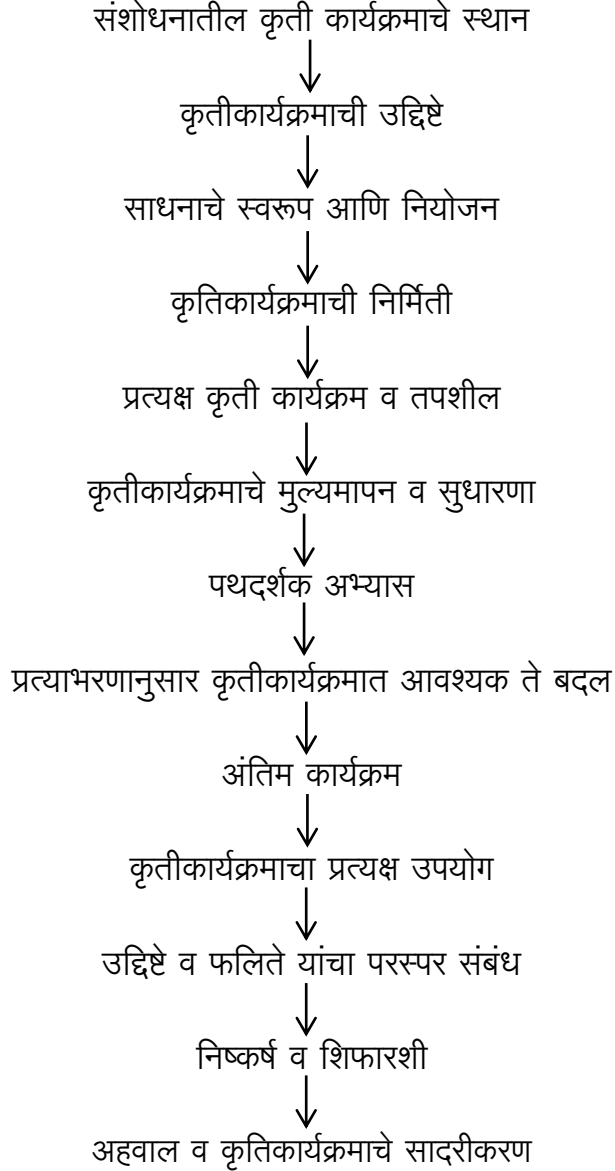 संशोधनातील कृती कार्यक्रमाचे स्थान
कृतीकार्यक्रमाची उद्दिष्टे
साधनाचे स्वरूप आणि नियोजन
कृतिकार्यक्रमाची निर्मिती
प्रत्यक्ष कृती कार्यक्रम व तपशील
कृतीकार्यक्रमाचे मुल्यमापन व सुधारणा
पथदर्शक अभ्यास
प्रत्याभरणानुसार कृतीकार्यक्रमात आवश्यक ते बदल
अंतिम कार्यक्रम
कृतीकार्यक्रमाचा प्रत्यक्ष उपयोग
उद्दिष्टे व फलिते यांचा परस्पर संबंध
निष्कर्ष व शिफारशी
अहवाल व कृतिकार्यक्रमाचे सादरीकरण